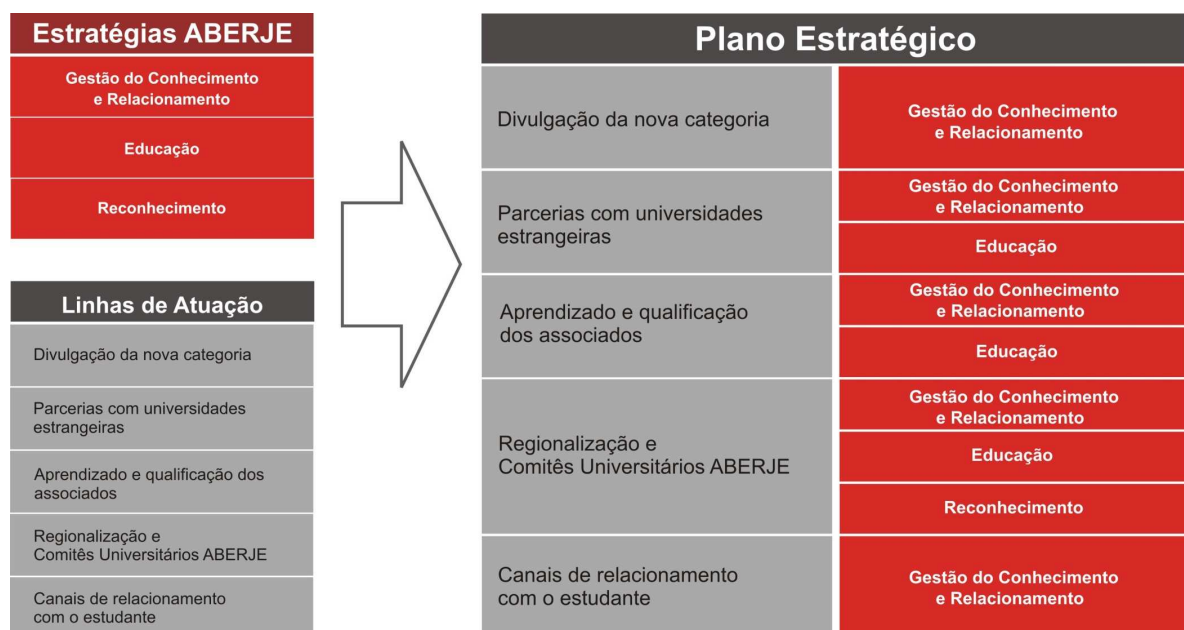 Estratégias ABERJE
Gestão do Conhecimento
e Relacionamento
Educação
Reconhecimento
Linhas de Atuação
Divulgação da nova categoria
Parcerias com universidades
estrangeiras
Aprendizado e qualificação dos
associados
Regionalização e
Comitês Universitários ABERJE
Canais de relacionamento
com o estudante
Plano Estratégico
Divulgação da nova categoria
Gestão do Conhecimento
e Relacionamento
Parcerias com universidades
estrangeiras
Gestão do Conhecimento
e Relacionamento
Educação
Aprendizado e qualificação
dos associados
Gestão do Conhecimento
e Relacionamento
Educação
Regionalização e
Comitês Universitários ABERJE
Gestão do Conhecimento
e Relacionamento
Educação
Reconhecimento
Canais de relacionamento
com o estudante
Gestão do Conhecimento
e Relacionamento